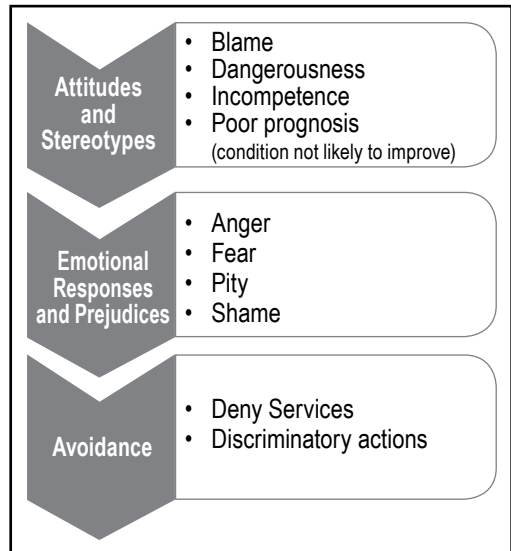 Attitudes
and
Stereotypes
• Blame
• Dangerousness
• Incompetence
• Poor prognosis
(condition not likely to improve)
Emotional
Responses
and Prejudices
• Anger
• Fear
• Pity
• Shame
Avoidance
• Deny Services
• Discriminatory actions